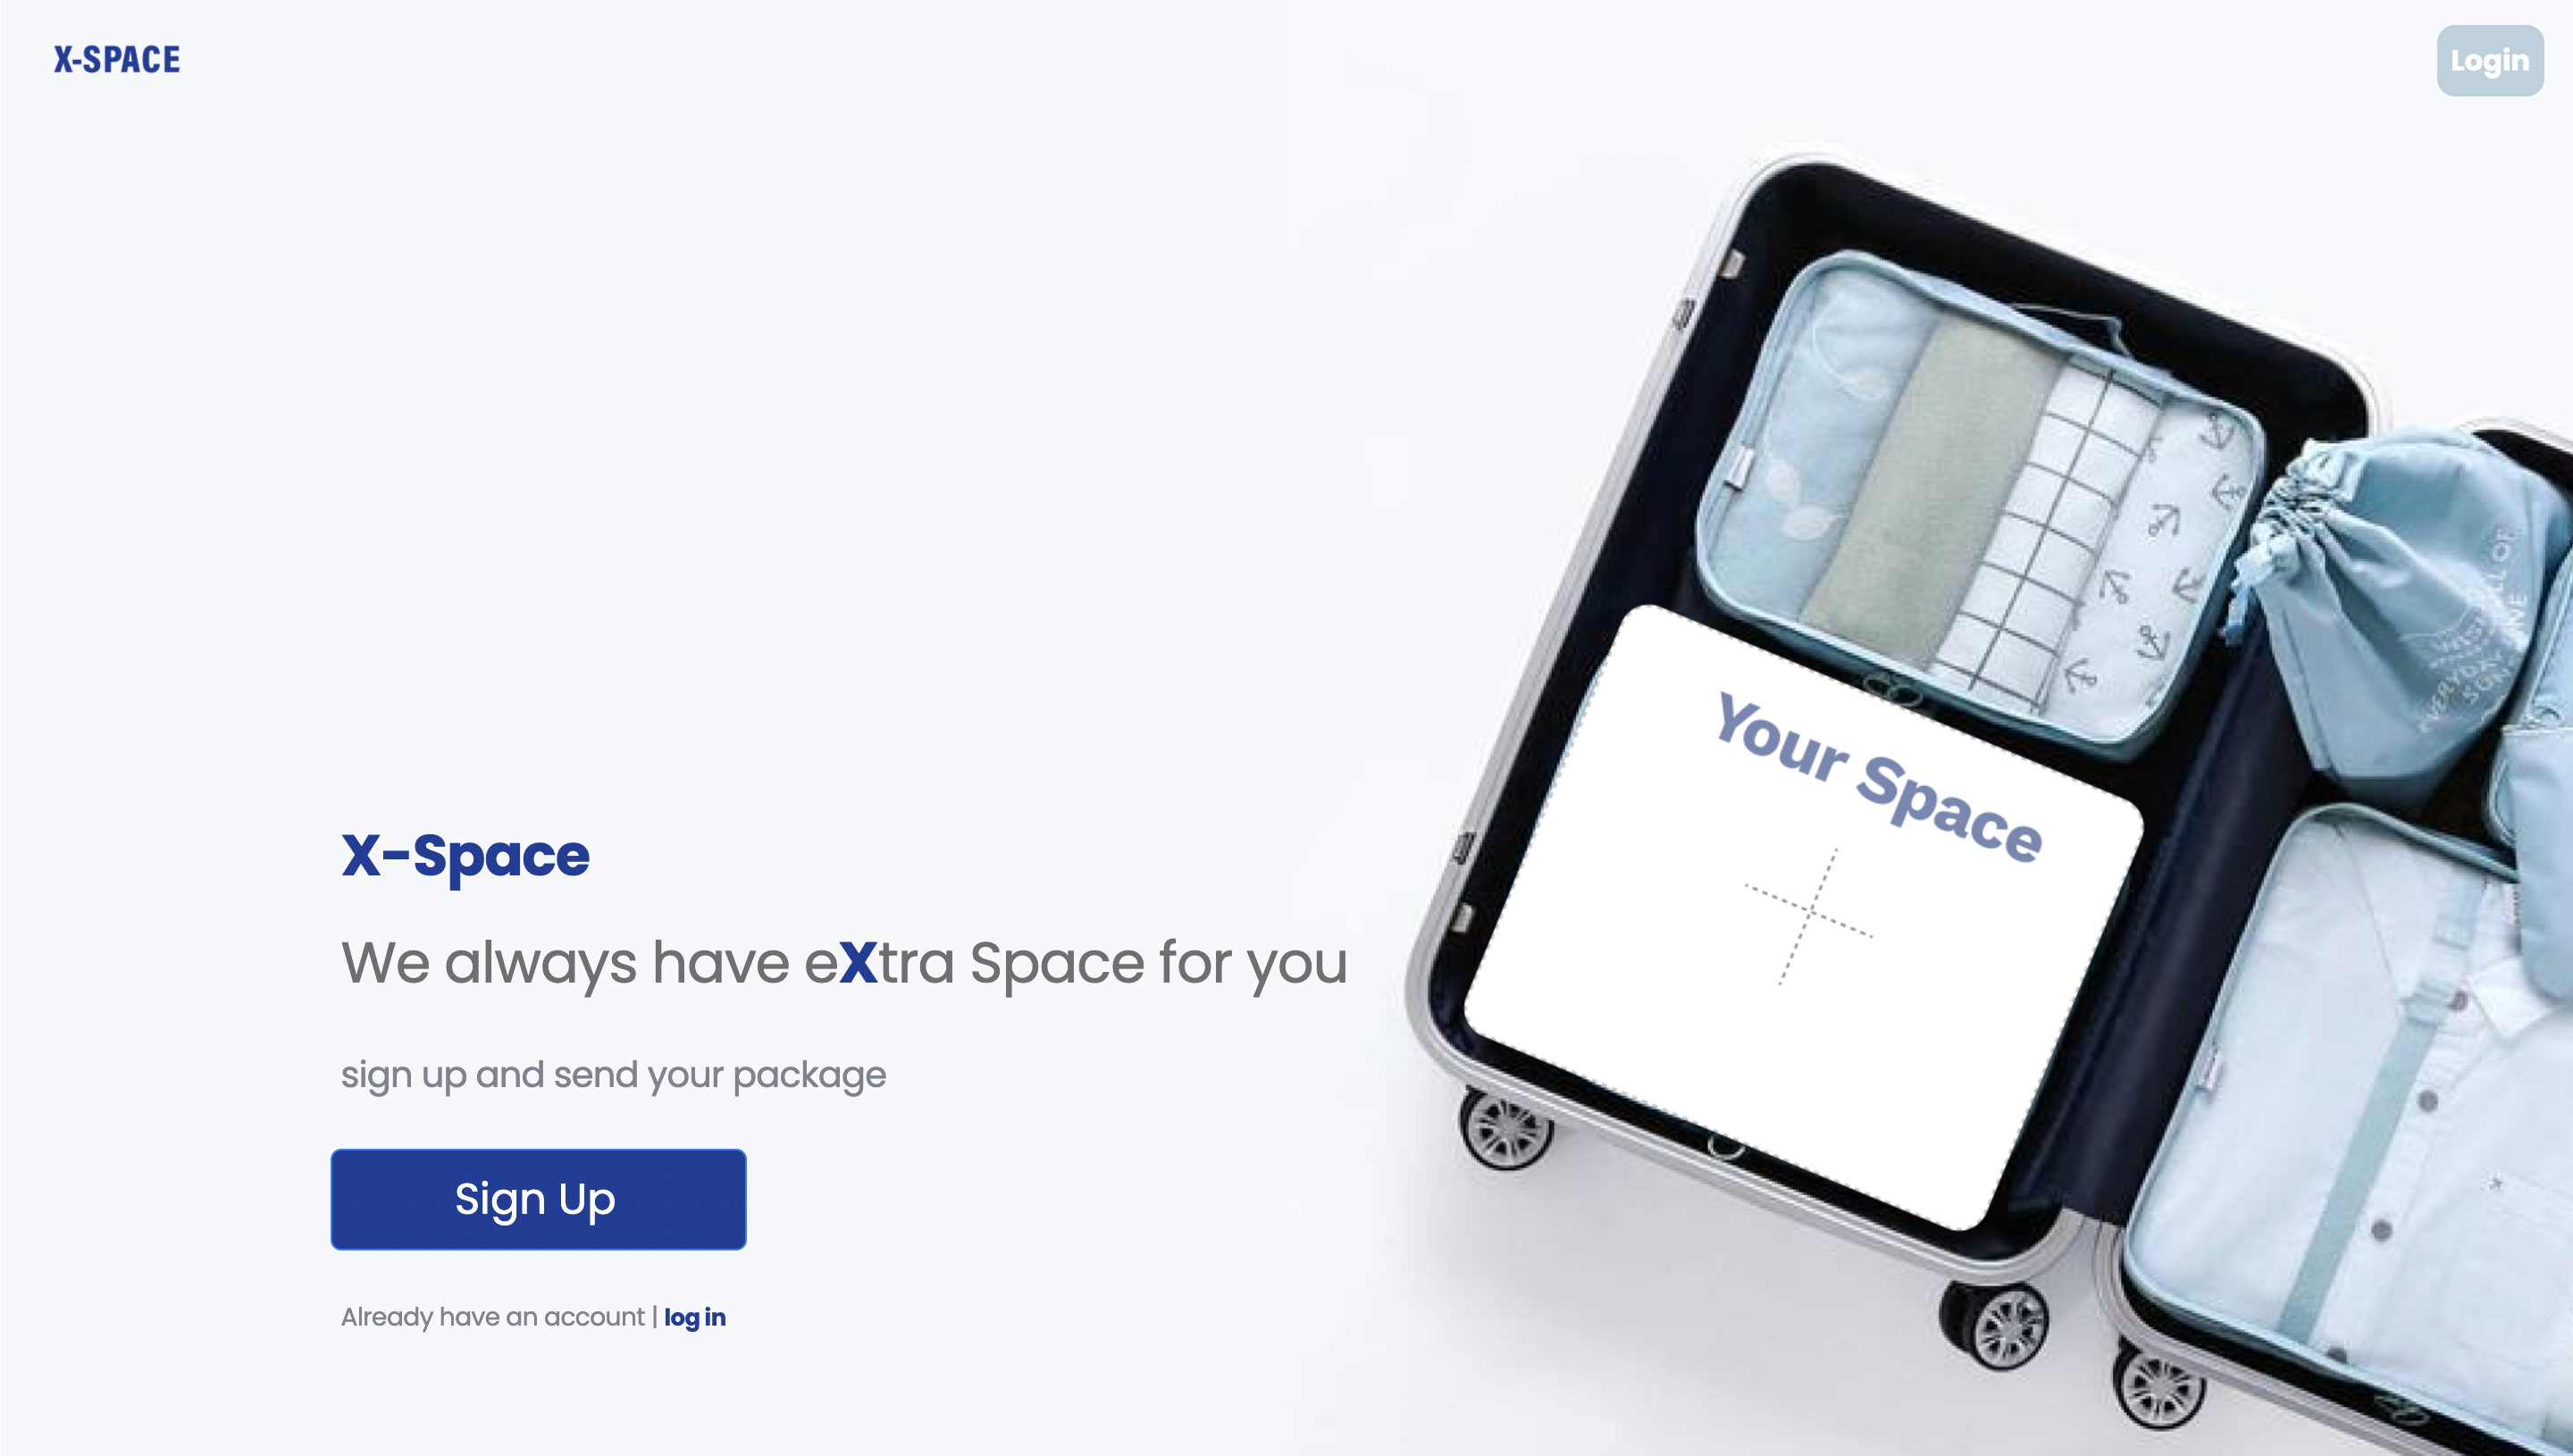 X-SPACE
Login
Your Space
X-Space
We always have eXtra Space for you
sign up and send your package
Sign Up
Already have an account | log in